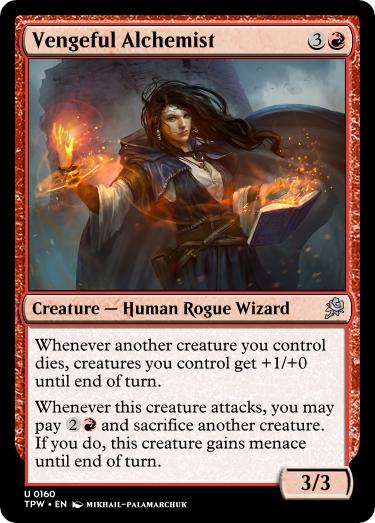 Vengeful Alchemist 3
Creature — Human Rogue Wizard
Whenever another creature you control
dies, creatures you control get +1/+0
until end of turn.
Whenever this creature attacks, you may
pay 2 and sacrifice another creature.
If you do, this creature gains menace
until end of turn.
3/3
U 0160
TPW • EN MIKHAIL-PALAMARCHUK